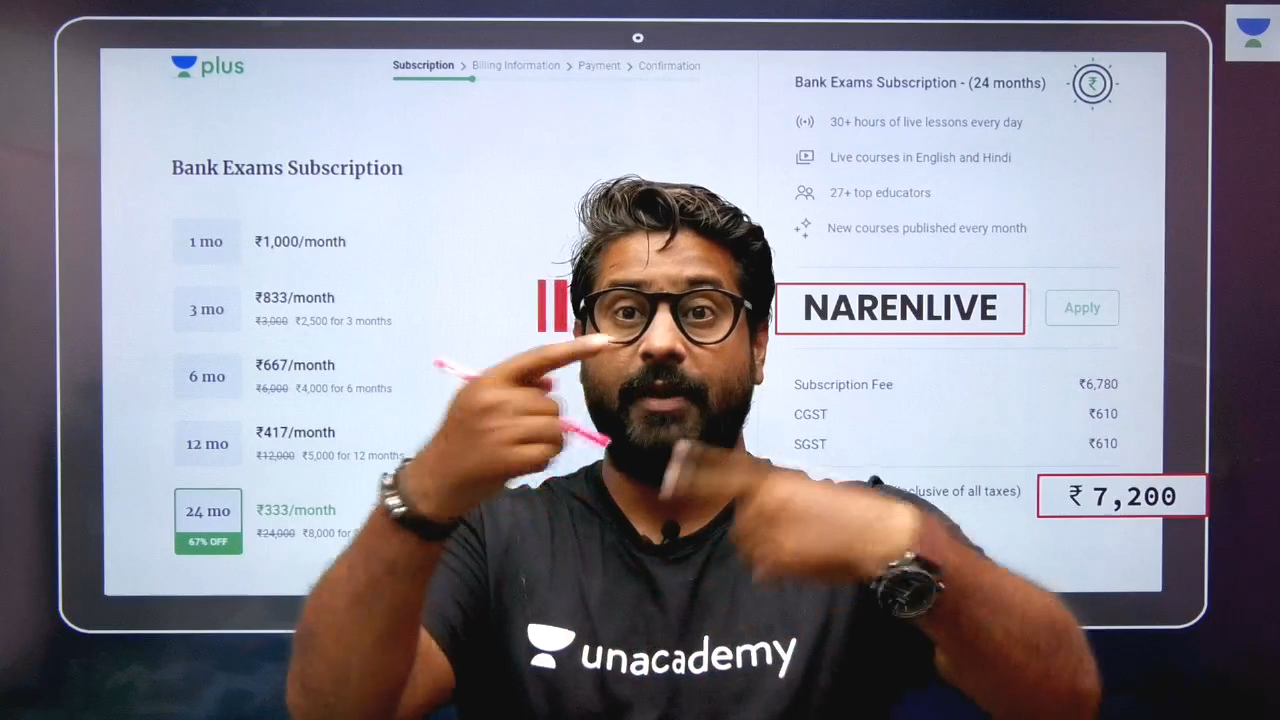 plus
Subscription > Billing Information > Payment > Confirmation
Bank Exams Subscription
1 mo ₹1,000/month
3 mo ₹833/month
₹3,000 ₹2,500 for 3 months
6 mo ₹667/month
₹6,000 ₹4,000 for 6 months
12 mo ₹417/month
₹12,000 ₹5,000 for 12 months
24 mo ₹333/month
67% OFF ₹24,000 ₹8,000 for
Bank Exams Subscription - (24 months)
₹
30+ hours of live lessons every day
Live courses in English and Hindi
27+ top educators
New courses published every month
NARENLIVE
Apply
Subscription Fee ₹6,780
CGST ₹610
SGST ₹610
of all taxes) ₹ 7,200
unacademy